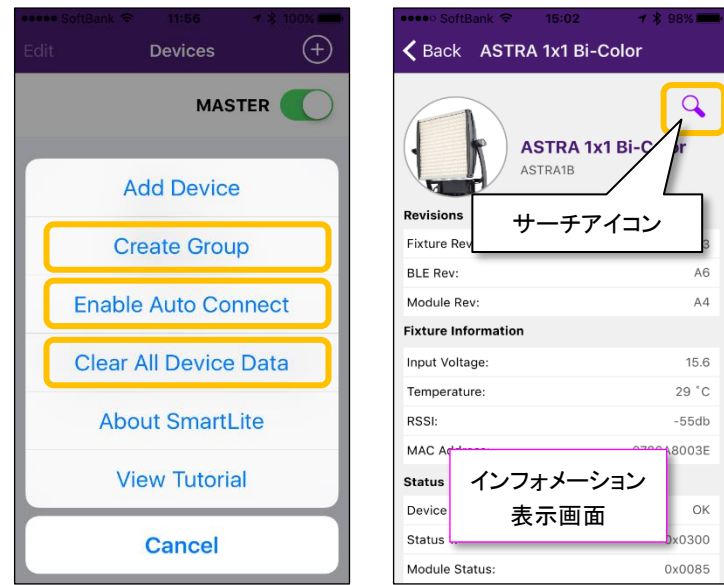 SoftBank 11:56 100%
Edit Devices
MASTER
Add Device
Create Group
Enable Auto Connect
Clear All Device Data
About SmartLite
View Tutorial
Cancel
SoftBank 15:02 98%
Back ASTRA 1x1 Bi-Color
ASTRA 1x1 Bi-C or
ASTRA1B
サーチアイコン
Revisions
Fixture Rev 3
BLE Rev: A6
Module Rev: A4
Fixture Information
Input Voltage: 15.6
Temperature: 29 °C
RSSI: -55db
MAC
インフォメーション
表示画面
Status
Device OK
Status 0x0300
Module Status: 0x0085